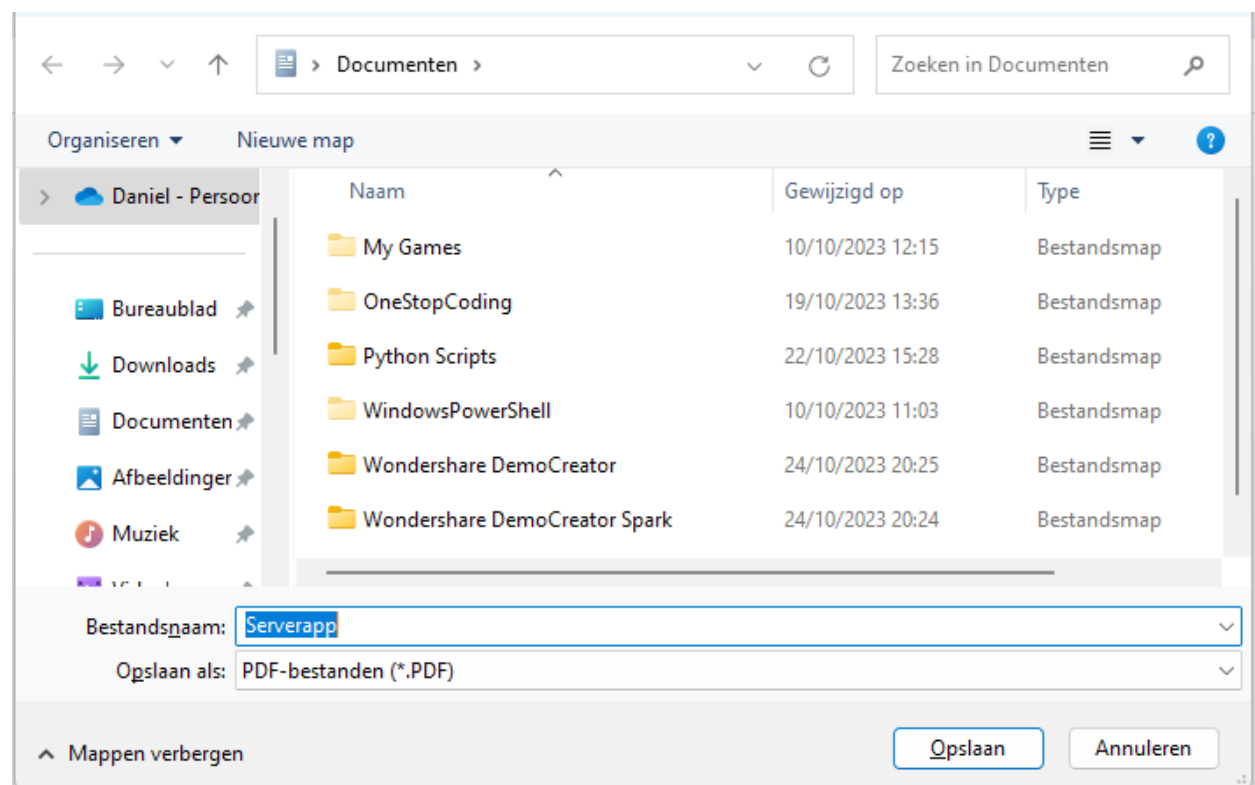 Documenten
Zoeken in Documenten
Organiseren
Nieuwe map
Daniel - Persoor
Bureaublad
Downloads
Documenten
Afbeeldinger
Muziek
Naam Gewijzigd op Type
My Games 10/10/2023 12:15 Bestandsmap
OneStopCoding 19/10/2023 13:36 Bestandsmap
Python Scripts 22/10/2023 15:28 Bestandsmap
WindowsPowerShell 10/10/2023 11:03 Bestandsmap
Wondershare DemoCreator 24/10/2023 20:25 Bestandsmap
Wondershare DemoCreator Spark 24/10/2023 20:24 Bestandsmap
Bestandsnaam: Serverapp
Opslaan als: PDF-bestanden (*.PDF)
Mappen verbergen
Opslaan
Annuleren